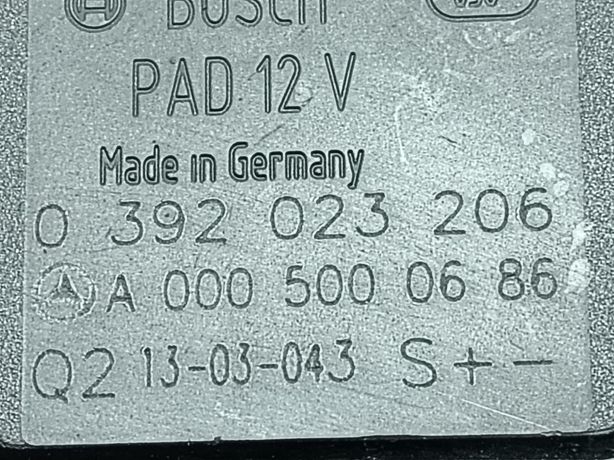 BOSCH
PAD 12 V
Made in Germany
0 392 023 206
A 000 500 06 86
Q2 13-03-043 S + -